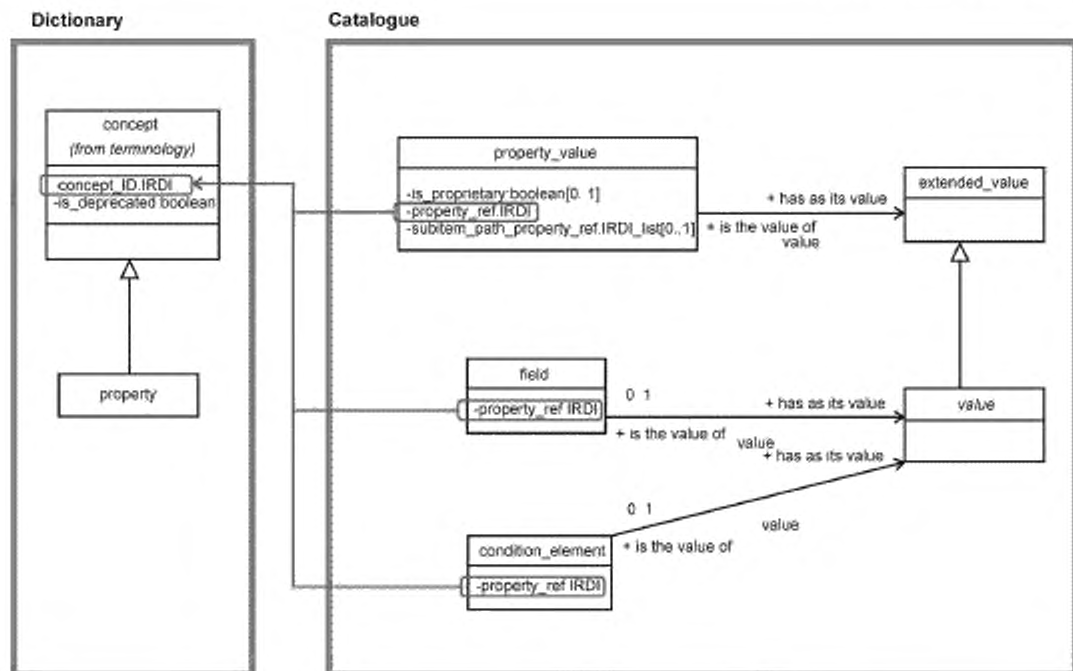 Dictionary
Catalogue
concept
(from terminology)
-concept_ID.IRDI
-is_deprecated boolean
property
property_value
-is_proprietary:boolean[0. 1]
-property_ref.IRDI
-subitem_path_property_ref.IRDI_list[0..1]
+ has as its value
+ is the value of
value
extended_value
field
-property_ref IRDI
0 1
+ has as its value
+ is the value of
value
value
+ has as its value
0 1
value
+ is the value of
condition_element
-property_ref IRDI